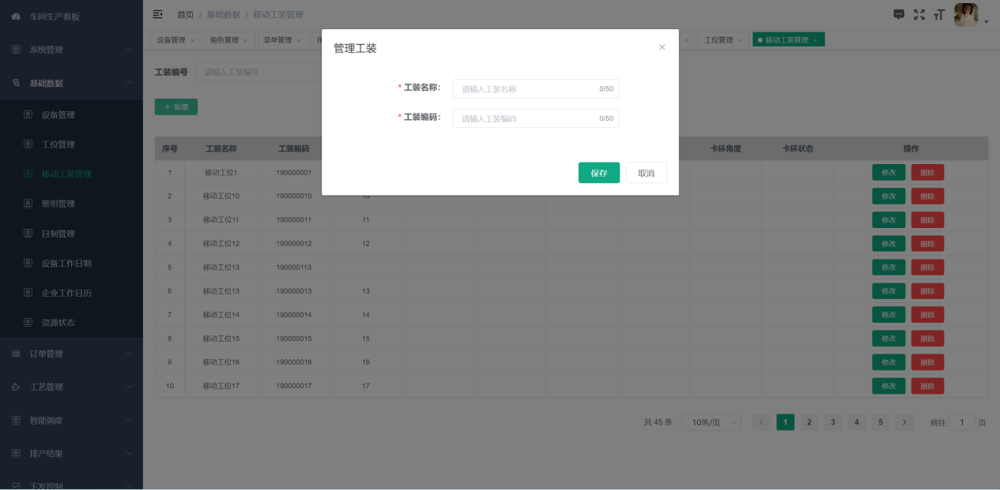 车间生产看板
系统管理
基础数据
设备管理
工位管理
移动工装管理
班组管理
日制管理
设备工作日制
企业工作日历
资源状态
订单管理
工艺管理
智能调度
排产结果
下发控制
首页 / 基础数据 / 移动工装管理
设备管理 × 角色管理 × 菜单管理 × × 工位管理 × 移动工装管理 ×
工装编号 请输入工装编号
+ 新增
管理工装
* 工装名称: 请输入工装名称 0/50
* 工装编码: 请输入工装编码 0/50
保存 取消
序号 工装名称 工装编码 卡环角度 卡环状态 操作
1 移动工位1 190000001 修改 删除
2 移动工位10 190000010 10 修改 删除
3 移动工位11 190000011 11 修改 删除
4 移动工位12 190000012 12 修改 删除
5 移动工位13 190000113 修改 删除
6 移动工位13 190000013 13 修改 删除
7 移动工位14 190000014 14 修改 删除
8 移动工位15 190000015 15 修改 删除
9 移动工位16 190000016 16 修改 删除
10 移动工位17 190000017 17 修改 删除
共 45 条 10条/页 < 1 2 3 4 5 > 前往 1 页